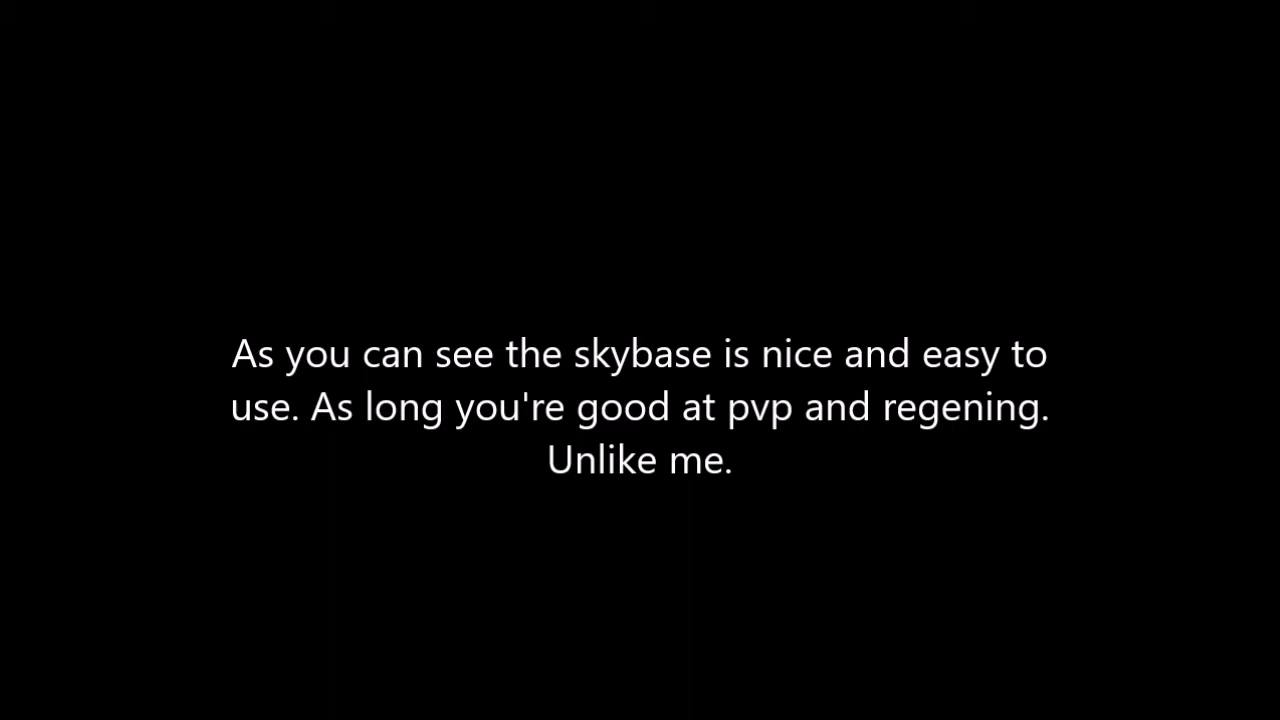 As you can see the skybase is nice and easy to
use. As long you're good at pvp and regening.
Unlike me.